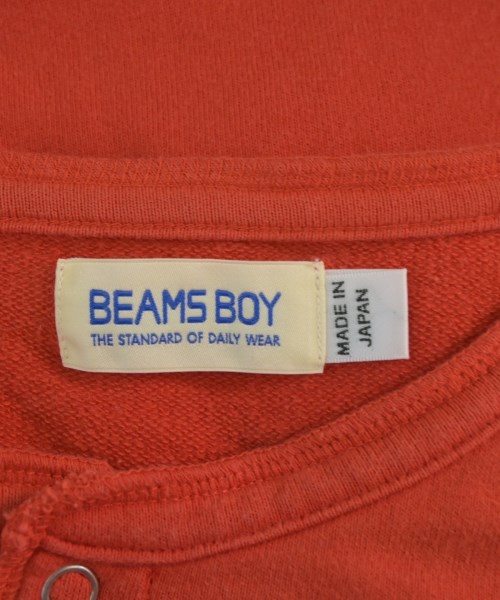 BEAMS BOY
THE STANDARD OF DAILY WEAR
MADE IN
JAPAN